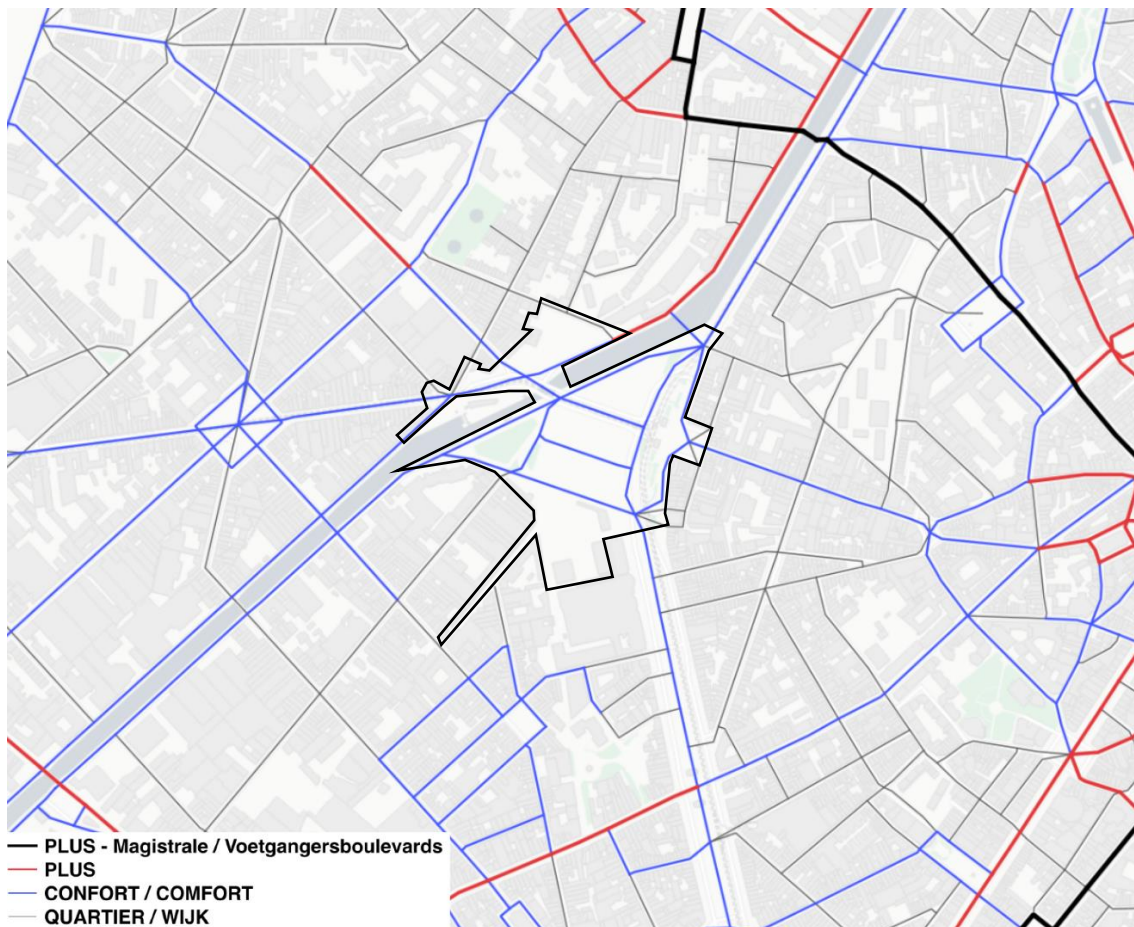 PLUS - Magistrale / Voetgangersboulevards
PLUS
CONFORT / COMFORT
QUARTIER / WIJK